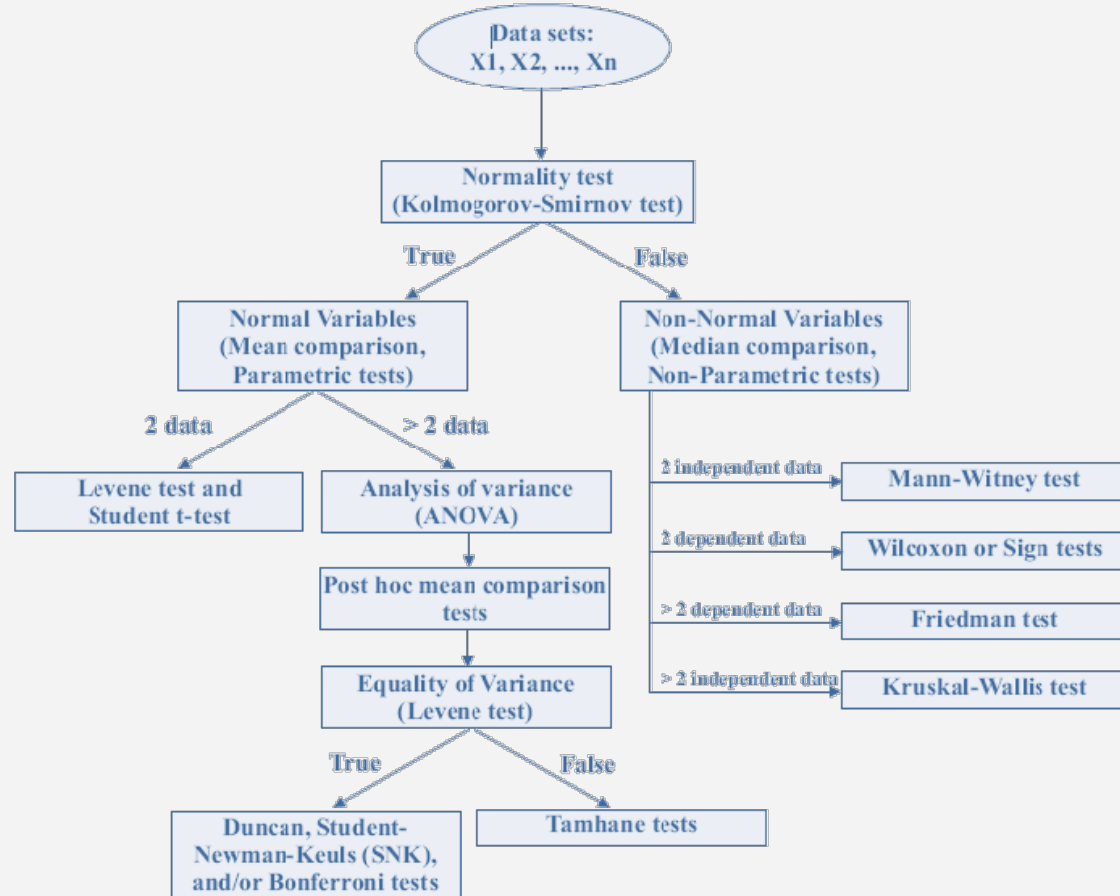 Data sets:
X1, X2, ..., Xn
Normality test
(Kolmogorov-Smirnov test)
True
False
Normal Variables
(Mean comparison,
Parametric tests)
Non-Normal Variables
(Median comparison,
Non-Parametric tests)
2 data
> 2 data
Levene test and
Student t-test
Analysis of variance
(ANOVA)
Post hoc mean comparison
tests
Equality of Variance
(Levene test)
True
False
Duncan, Student-
Newman-Keuls (SNK),
and/or Bonferroni tests
Tamhane tests
2 independent data
Mann-Witney test
2 dependent data
Wilcoxon or Sign tests
> 2 dependent data
Friedman test
> 2 independent data
Kruskal-Wallis test